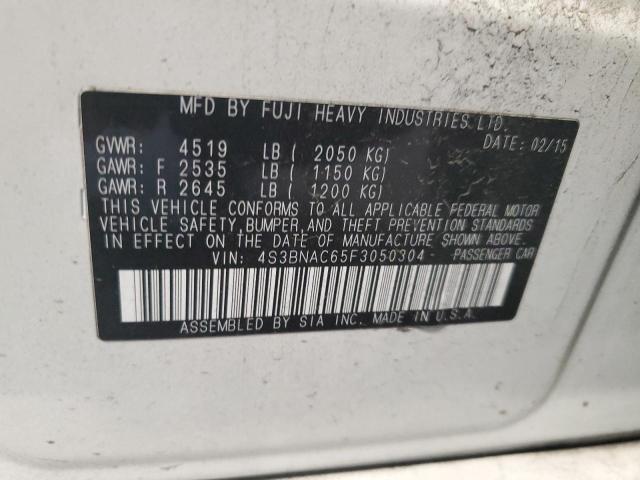 MFD BY FUJI HEAVY INDUSTRIES LTD.
DATE: 02/15
GVWR: 4519 LB ( 2050 KG)
GAWR: F 2535 LB ( 1150 KG)
GAWR: R 2645 LB ( 1200 KG)
THIS VEHICLE CONFORMS TO ALL APPLICABLE FEDERAL MOTOR
VEHICLE SAFETY, BUMPER, AND THEFT PREVENTION STANDARDS
IN EFFECT ON THE DATE OF MANUFACTURE SHOWN ABOVE.
VIN: 4S3BNAC65F3050304 - PASSENGER CAR
ASSEMBLED BY SIA INC. MADE IN U.S.A.